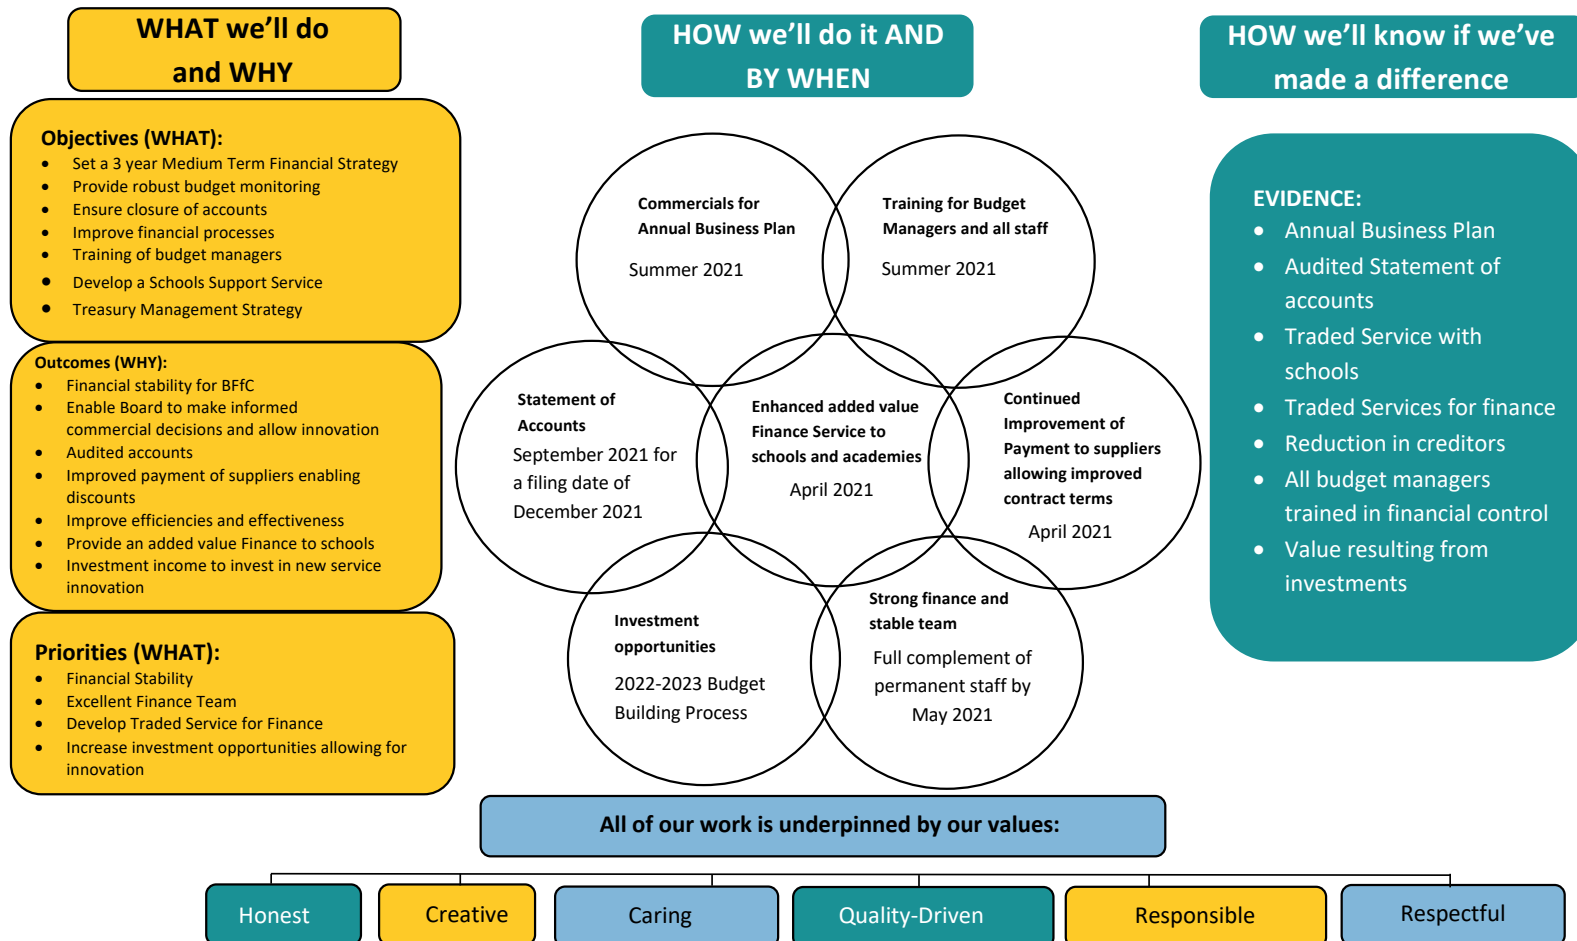 WHAT we'll do
and WHY
Objectives (WHAT):
• Set a 3 year Medium Term Financial Strategy
• Provide robust budget monitoring
• Ensure closure of accounts
• Improve financial processes
• Training of budget managers
• Develop a Schools Support Service
• Treasury Management Strategy
Outcomes (WHY):
• Financial stability for BFfC
• Enable Board to make informed
commercial decisions and allow innovation
• Audited accounts
• Improved payment of suppliers enabling
discounts
• Improve efficiencies and effectiveness
• Provide an added value Finance to schools
• Investment income to invest in new service
innovation
Priorities (WHAT):
• Financial Stability
• Excellent Finance Team
• Develop Traded Service for Finance
• Increase investment opportunities allowing for
innovation
HOW we'll do it AND
BY WHEN
Commercials for
Annual Business Plan
Summer 2021
Training for Budget
Managers and all staff
Summer 2021
Statement of
Accounts
September 2021 for
a filing date of
December 2021
Enhanced added value
Finance Service to
schools and academies
April 2021
Continued
Improvement of
Payment to suppliers
allowing improved
contract terms
April 2021
Investment
opportunities
2022-2023 Budget
Building Process
Strong finance and
stable team
Full complement of
permanent staff by
May 2021
HOW we'll know if we've
made a difference
EVIDENCE:
• Annual Business Plan
• Audited Statement of
accounts
• Traded Service with
schools
• Traded Services for finance
• Reduction in creditors
• All budget managers
trained in financial control
• Value resulting from
investments
All of our work is underpinned by our values:
Honest
Creative
Caring
Quality-Driven
Responsible
Respectful